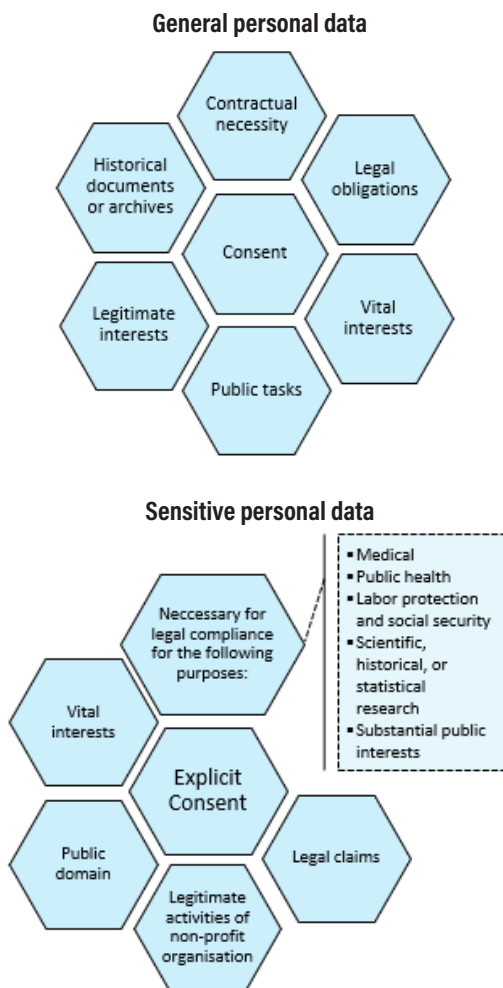 General personal data
Contractual
necessity
Historical
documents
or archives
Legal
obligations
Consent
Legitimate
interests
Vital
interests
Public tasks
Sensitive personal data
▪ Medical
▪ Public health
▪ Labor protection
and social security
▪ Scientific,
historical, or
statistical
research
▪ Substantial public
interests
Neccessary for
legal compliance
for the following
purposes:
Vital
interests
Explicit
Consent
Public
domain
Legal claims
Legitimate
activities of
non-profit
organisation